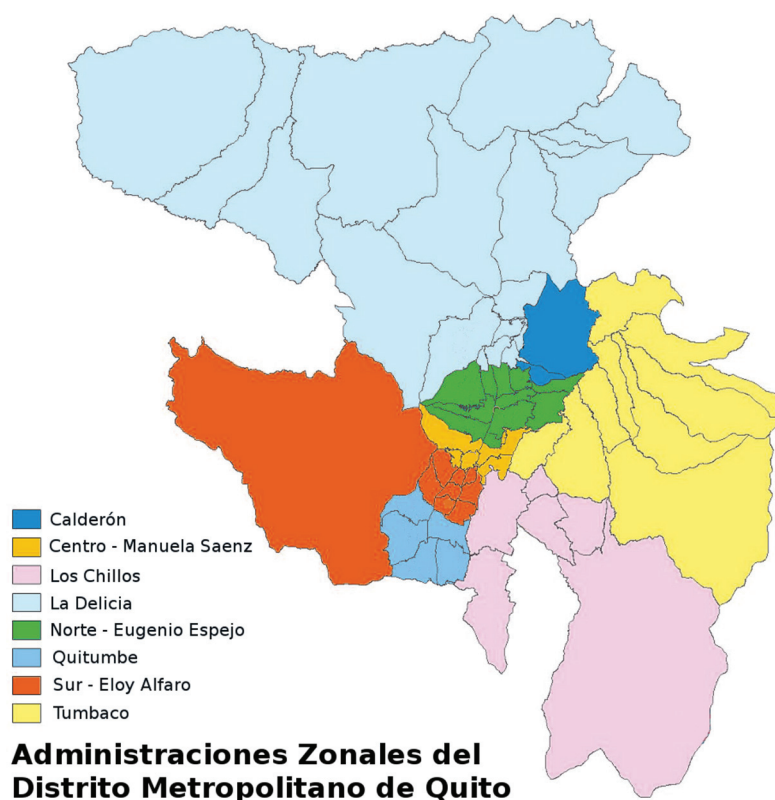 Calderón
Centro - Manuela Saenz
Los Chillos
La Delicia
Norte - Eugenio Espejo
Quitumbe
Sur - Eloy Alfaro
Tumbaco
Administraciones Zonales del
Distrito Metropolitano de Quito